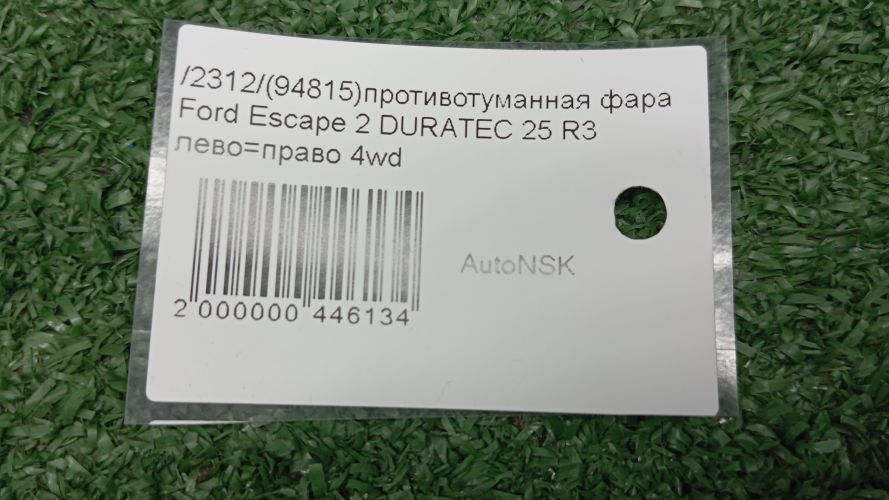 /2312/(94815)противотуманная фара
Ford Escape 2 DURATEC 25 R3
лево=право 4wd
AutoNSK
2 000000 446134